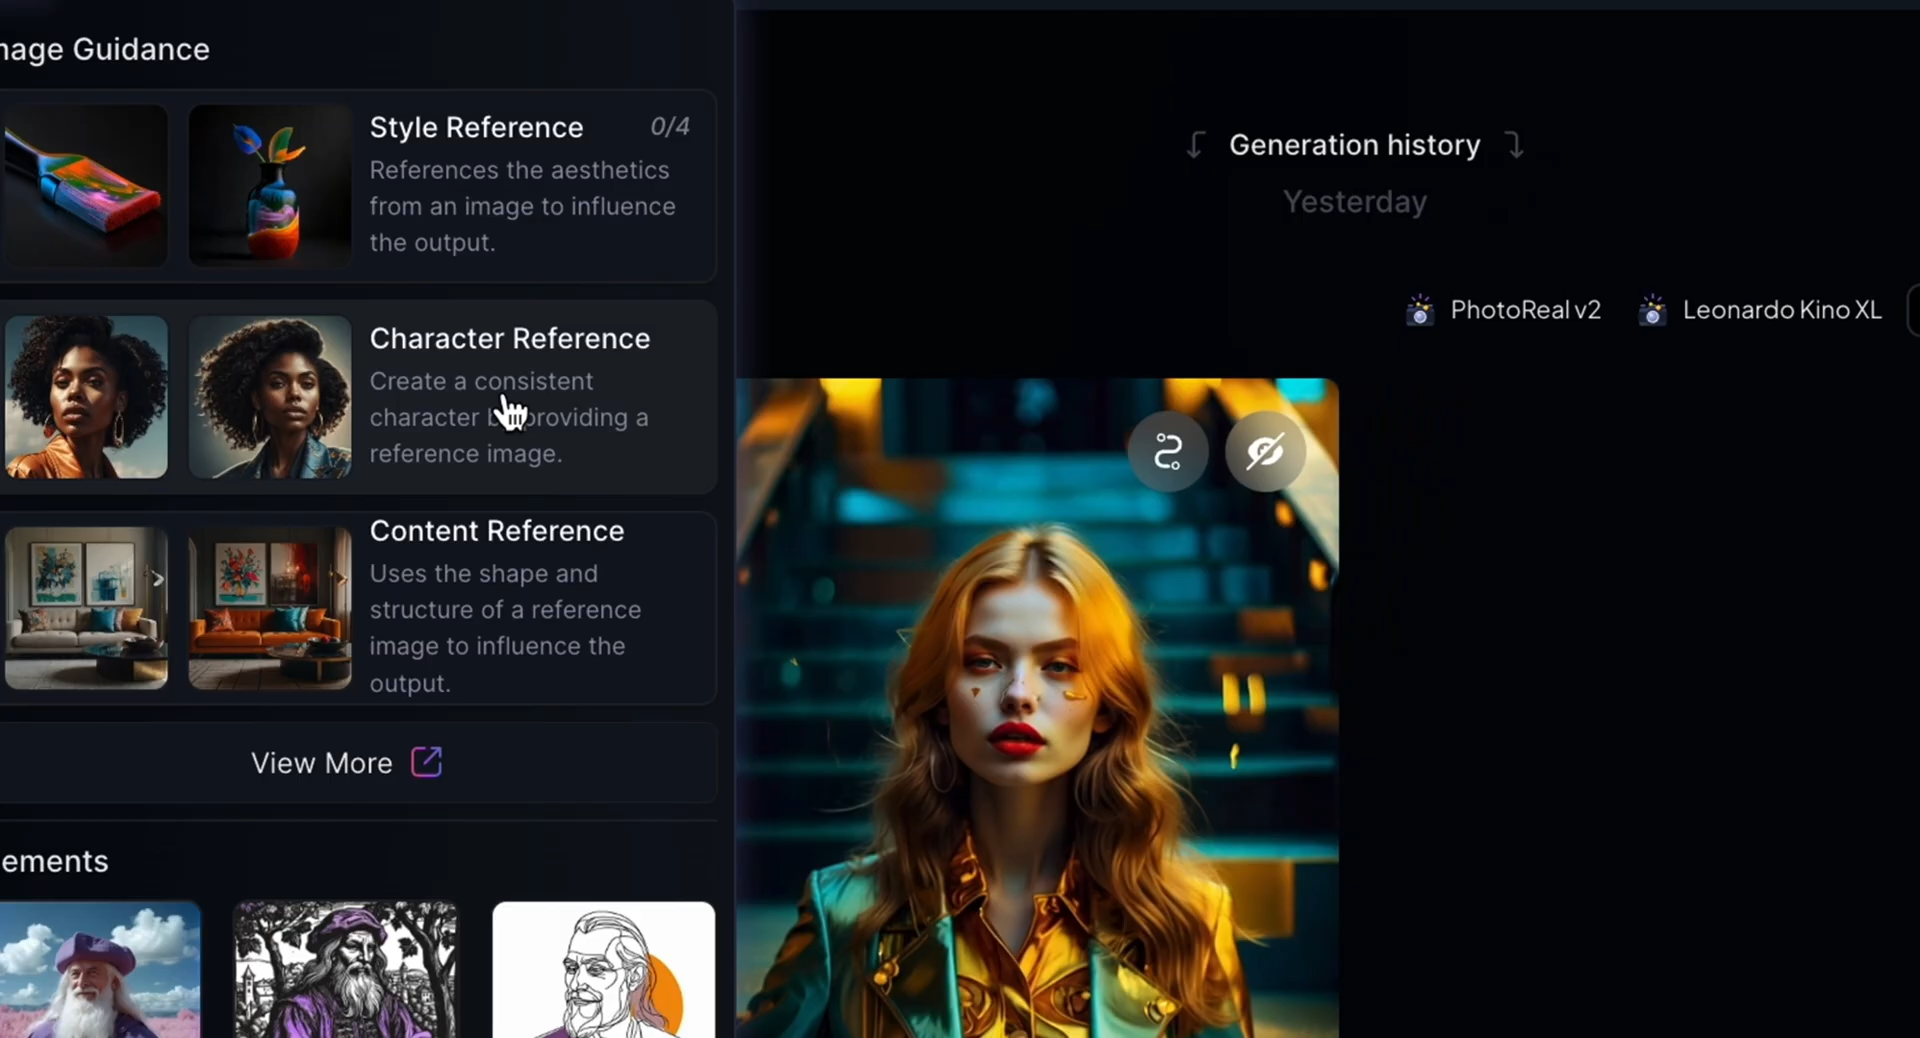 mage Guidance
Style Reference 0/4
References the aesthetics
from an image to influence
the output.
Character Reference
Create a consistent
character b providing a
reference image.
Content Reference
Uses the shape and
structure of a reference
image to influence the
output.
View More
ements
Generation history
Yesterday
PhotoReal v2 Leonardo Kino XL